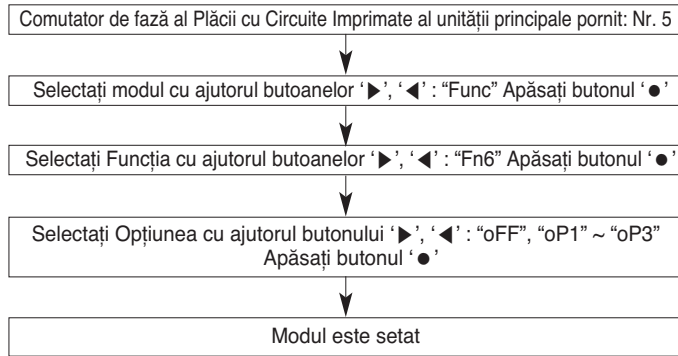 Comutator de fază al Plăcii cu Circuite Imprimate al unității principale pornit: Nr. 5
Selectați modul cu ajutorul butoanelor ‘▶’, ‘◀’ : “Func” Apăsați butonul ‘●’
Selectați Funcția cu ajutorul butoanelor ‘▶’, ‘◀’ : “Fn6” Apăsați butonul ‘●’
Selectați Opțiunea cu ajutorul butonului ‘▶’, ‘◀’ : “oFF”, “oP1” ~ “oP3”
Apăsați butonul ‘●’
Modul este setat